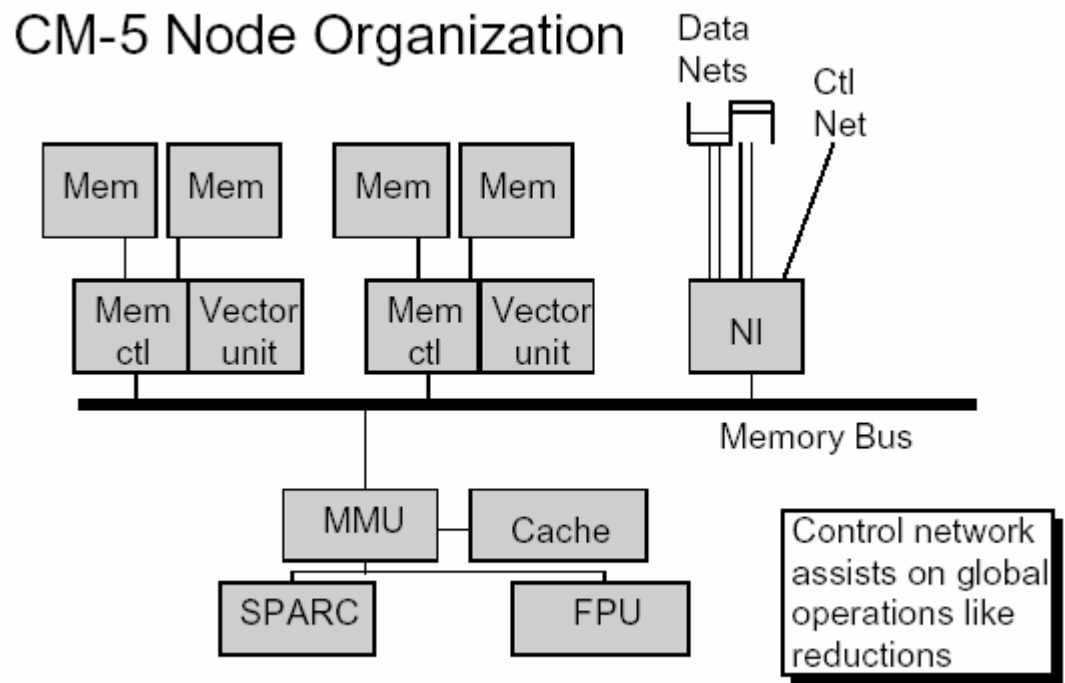 CM-5 Node Organization
Data
Nets
Ctl
Net
Mem
Mem
Mem
Mem
Mem
ctl
Vector
unit
Mem
ctl
Vector
unit
NI
Memory Bus
MMU
Cache
SPARC
FPU
Control network
assists on global
operations like
reductions